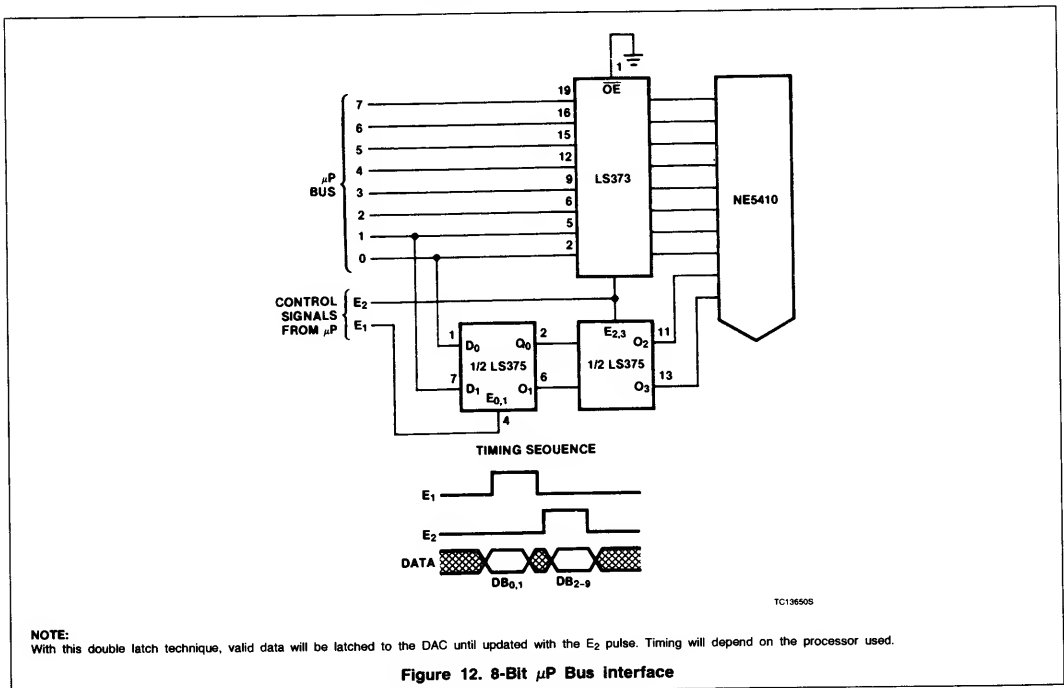 1
OE
19
7
16
6
15
5
12
4
µP
BUS
9
3
LS373
NE5410
6
2
5
1
2
0
CONTROL
SIGNALS
FROM µP
E2
E1
E2,3
11
1
D0
Q0
2
O2
1/2 LS375
1/2 LS375
7
D1
O1
6
O3
13
E0,1
4
TIMING SEQUENCE
E1
E2
DATA
DB0,1
DB2-9
TC13650S
NOTE:
With this double latch technique, valid data will be latched to the DAC until updated with the E2 pulse. Timing will depend on the processor used.
Figure 12. 8-Bit µP Bus interface